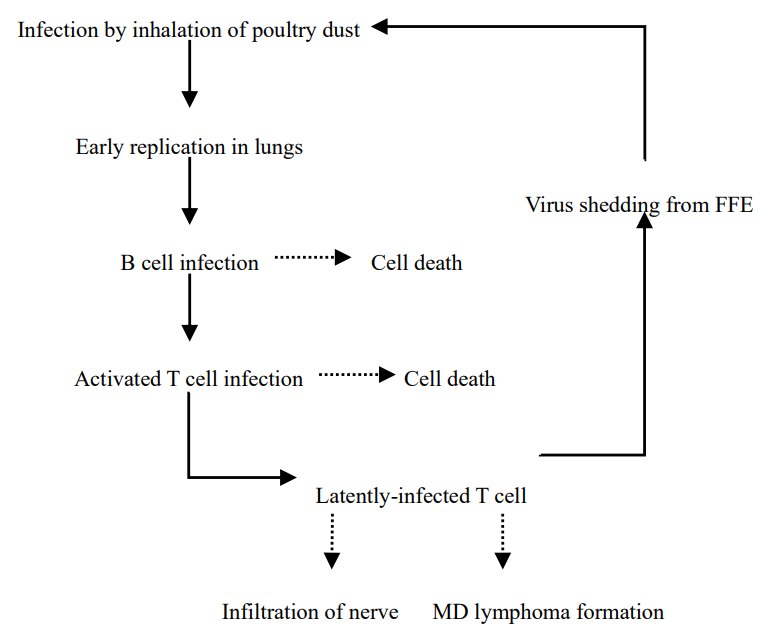 Infection by inhalation of poultry dust
Early replication in lungs
Virus shedding from FFE
B cell infection
Cell death
Activated T cell infection
Cell death
Latently-infected T cell
Infiltration of nerve
MD lymphoma formation